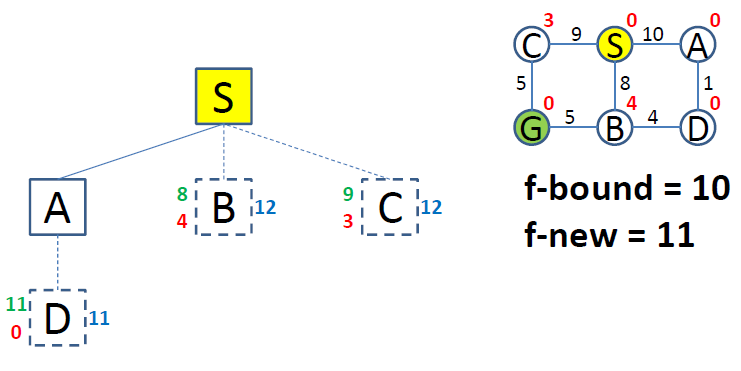 S
A
8
4
B
12
9
3
C
12
11
0
D
11
3 0 0
C 9 S 10 A
5 8 1
0 4 0
G 5 B 4 D
f-bound = 10
f-new = 11